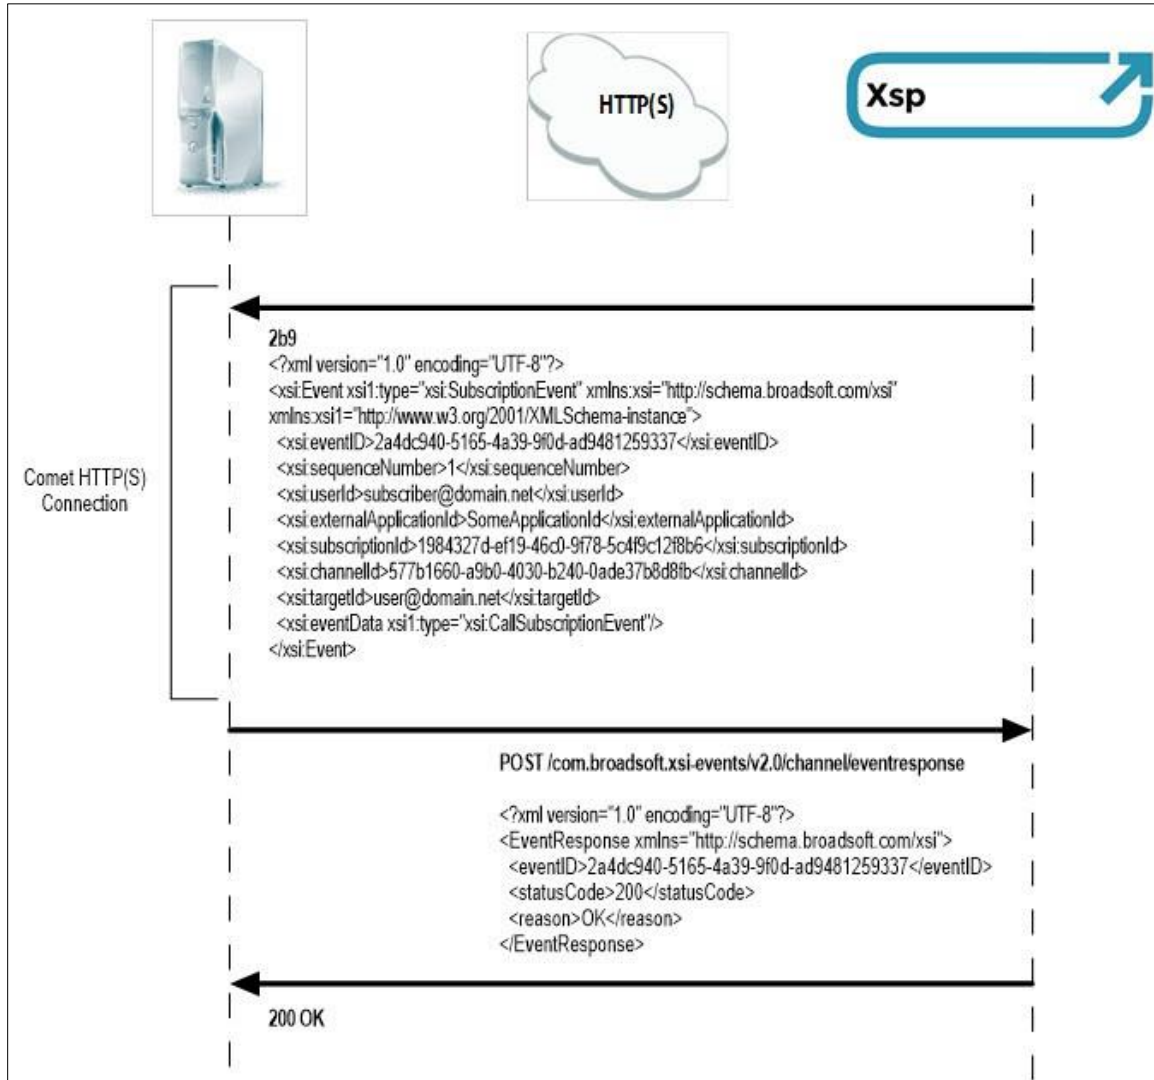 HTTP(S)
Xsp
2b9
<?xml version="1.0" encoding="UTF-8"?>
<xsi:Event xsi1:type="xsi:SubscriptionEvent" xmlns:xsi="http://schema.broadsoft.com/xsi"
xmlns:xsi1="http://www.w3.org/2001/XMLSchema-instance">
<xsi:eventID>2a4dc940-5165-4a39-9f0d-ad9481259337</xsi:eventID>
<xsi:sequenceNumber>1</xsi:sequenceNumber>
<xsi:userId>subscriber@domain.net</xsi:userId>
<xsi:externalApplicationId>SomeApplicationId</xsi:externalApplicationId>
<xsi:subscriptionId>1984327d-ef19-46c0-9f78-5c4f9c12f8b6</xsi:subscriptionId>
<xsi:channelId>577b1660-a9b0-4030-b240-0ade37b8d8fb</xsi:channelId>
<xsi:targetId>user@domain.net</xsi:targetId>
<xsi:eventData xsi1:type="xsi:CallSubscriptionEvent"/>
</xsi:Event>
Comet HTTP(S)
Connection
POST /com.broadsoft.xsi-events/v2.0/channel/eventresponse
<?xml version="1.0" encoding="UTF-8"?>
<EventResponse xmlns="http://schema.broadsoft.com/xsi">
<eventID>2a4dc940-5165-4a39-9f0d-ad9481259337</eventID>
<statusCode>200</statusCode>
<reason>OK</reason>
</EventResponse>
200 OK